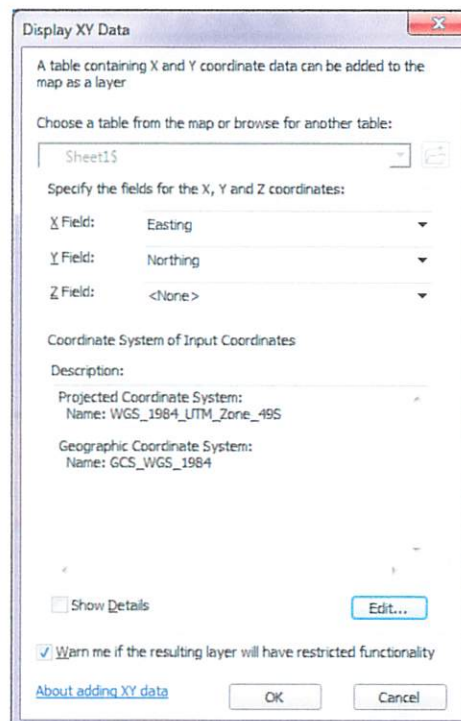 Display XY Data
A table containing X and Y coordinate data can be added to the
map as a layer
Choose a table from the map or browse for another table:
Sheet1$
Specify the fields for the X, Y and Z coordinates:
X Field: Easting
Y Field: Northing
Z Field: <None>
Coordinate System of Input Coordinates
Description:
Projected Coordinate System:
Name: WGS_1984_UTM_Zone_49S
Geographic Coordinate System:
Name: GCS_WGS_1984
Show Details Edit...
Warn me if the resulting layer will have restricted functionality
About adding XY data OK Cancel